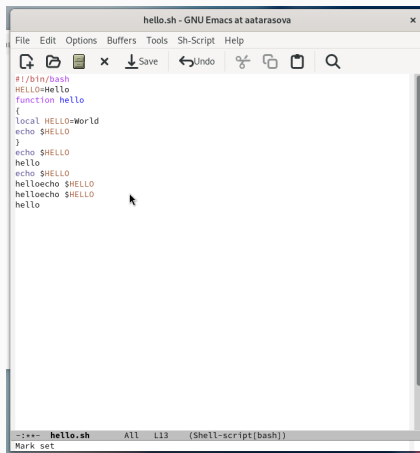 hello.sh - GNU Emacs at aatarasova
File Edit Options Buffers Tools Sh-Script Help
Save Undo
#!/bin/bash
HELLO=Hello
function hello
{
local HELLO=World
echo $HELLO
}
echo $HELLO
hello
echo $HELLO
helloecho $HELLO
helloecho $HELLO
hello
-:**- hello.sh All L13 (Shell-script[bash])
Mark set